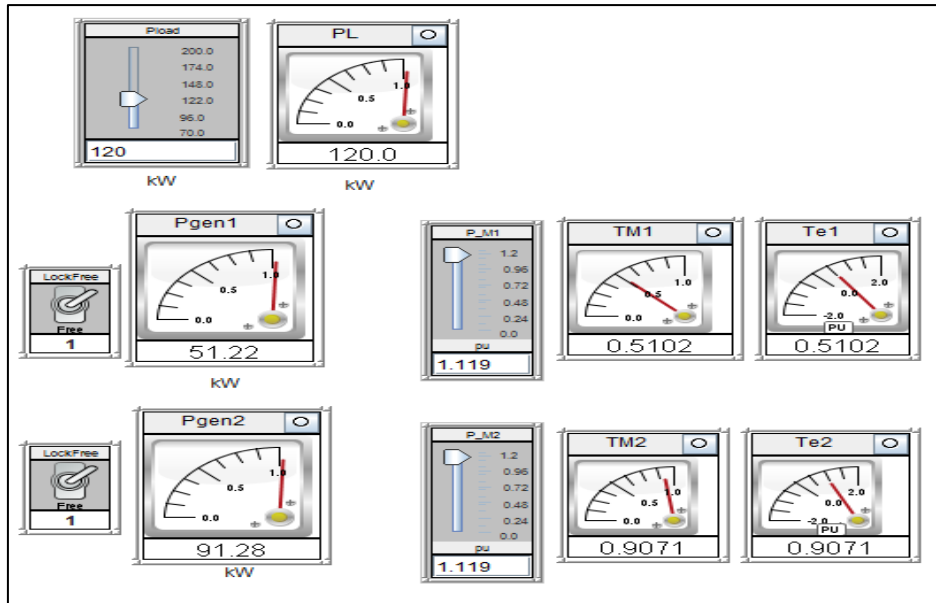 Pload
200.0
174.0
148.0
122.0
96.0
70.0
120
kW
PL
1.0
0.5
0.0
120.0
kW
LockFree
Free
1
Pgen1
1.0
0.5
0.0
51.22
kW
P_M1
1.2
0.96
0.72
0.48
0.24
0.0
pu
1.119
TM1
1.0
0.5
0.0
0.5102
Te1
2.0
0.0
-2.0
PU
0.5102
LockFree
Free
1
Pgen2
1.0
0.5
0.0
91.28
kW
P_M2
1.2
0.96
0.72
0.48
0.24
0.0
pu
1.119
TM2
1.0
0.5
0.0
0.9071
Te2
2.0
0.0
-2.0
PU
0.9071